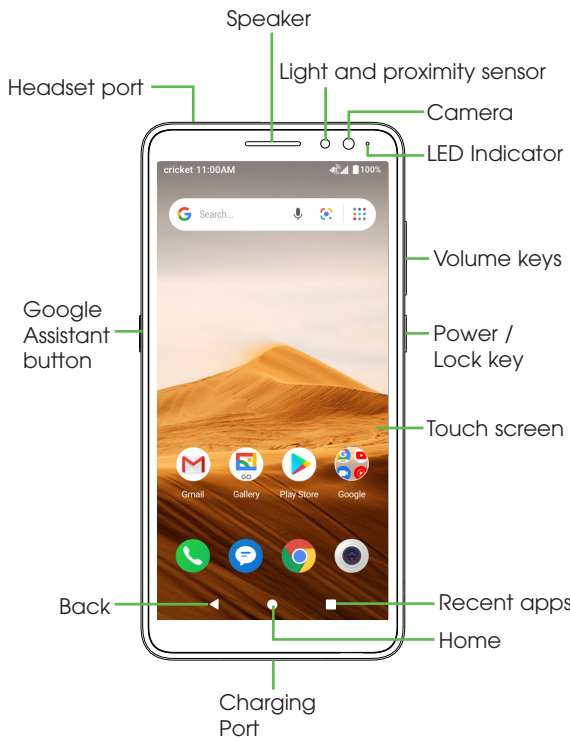 Speaker
Headset port
Light and proximity sensor
Camera
LED Indicator
cricket 11:00AM
100%
Search...
Volume keys
Google
Assistant
button
Power /
Lock key
Touch screen
GO
Gmail Gallery Play Store Google
Back
Recent apps
Home
Charging
Port